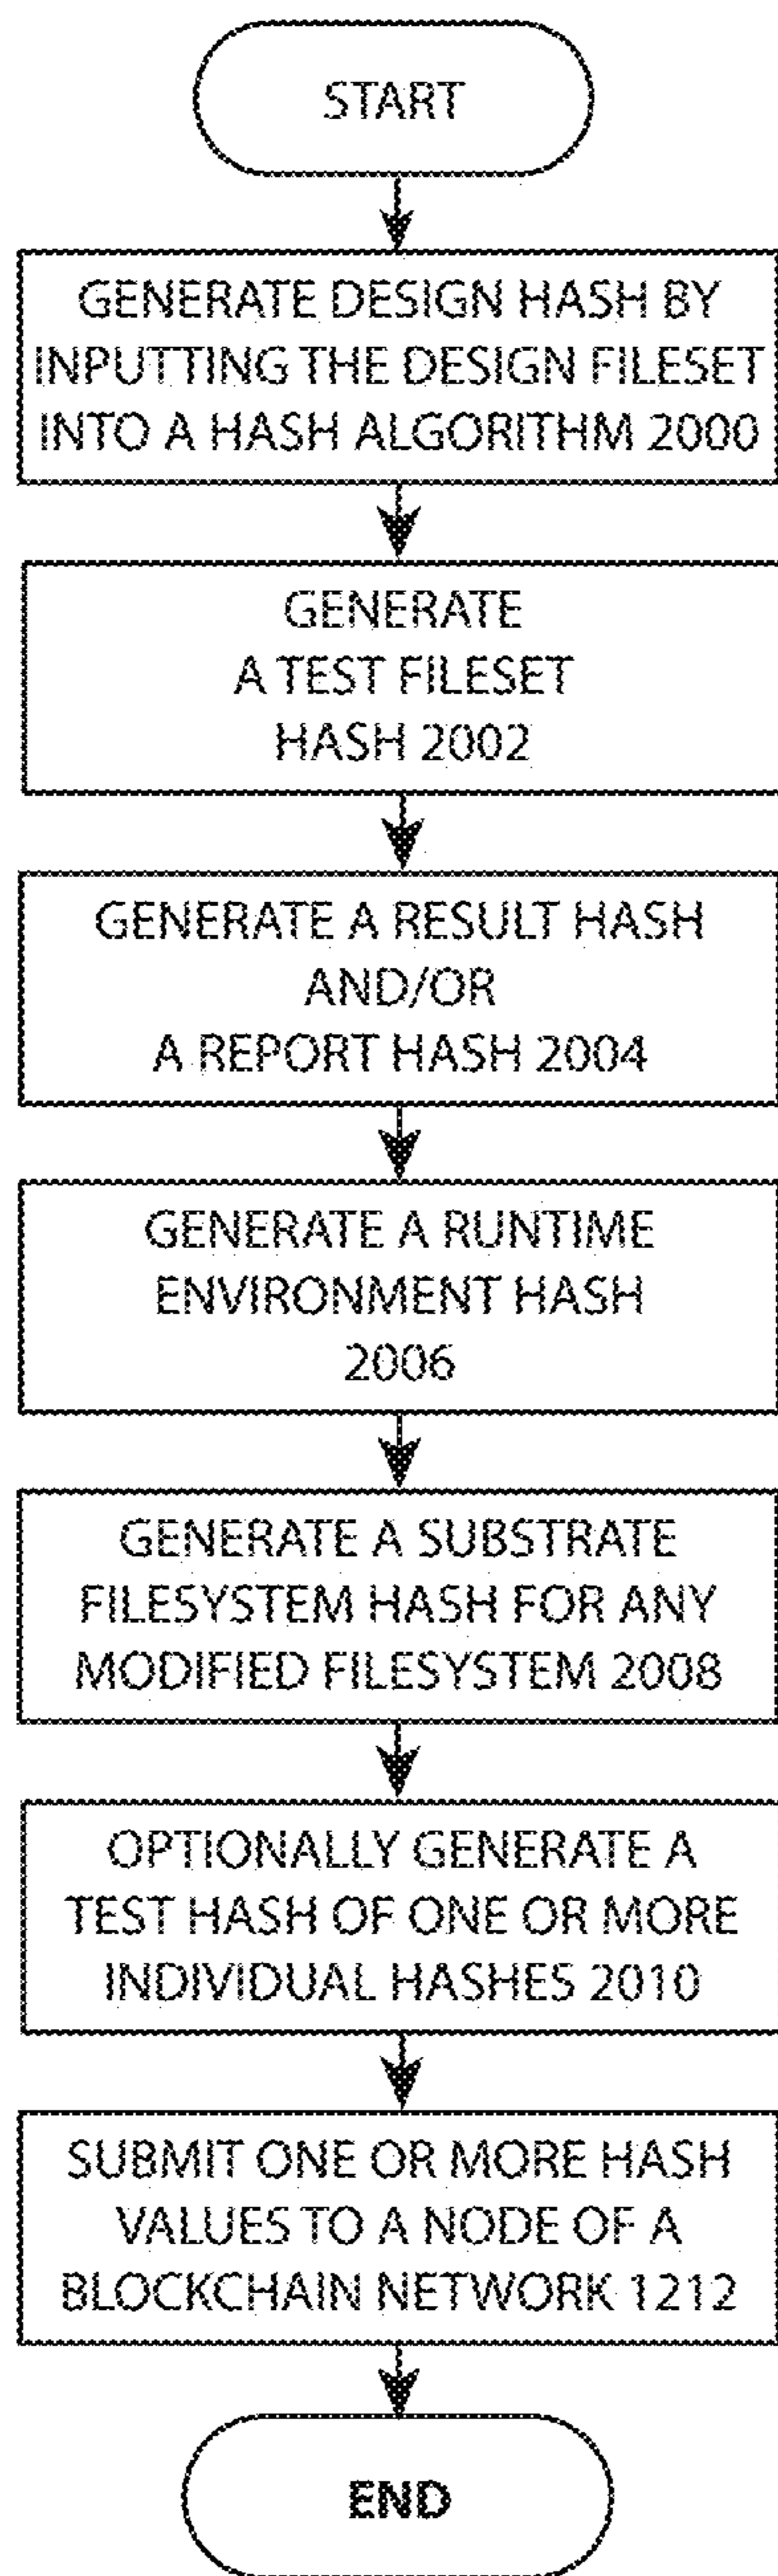 START
GENERATE DESIGN HASH BY
INPUTTING THE DESIGN FILESET
INTO A HASH ALGORITHM 2000
GENERATE
A TEST FILESET
HASH 2002
GENERATE A RESULT HASH
AND/OR
A REPORT HASH 2004
GENERATE A RUNTIME
ENVIRONMENT HASH
2006
GENERATE A SUBSTRATE
FILESYSTEM HASH FOR ANY
MODIFIED FILESYSTEM 2008
OPTIONALLY GENERATE A
TEST HASH OF ONE OR MORE
INDIVIDUAL HASHES 2010
SUBMIT ONE OR MORE HASH
VALUES TO A NODE OF A
BLOCKCHAIN NETWORK 1212
END